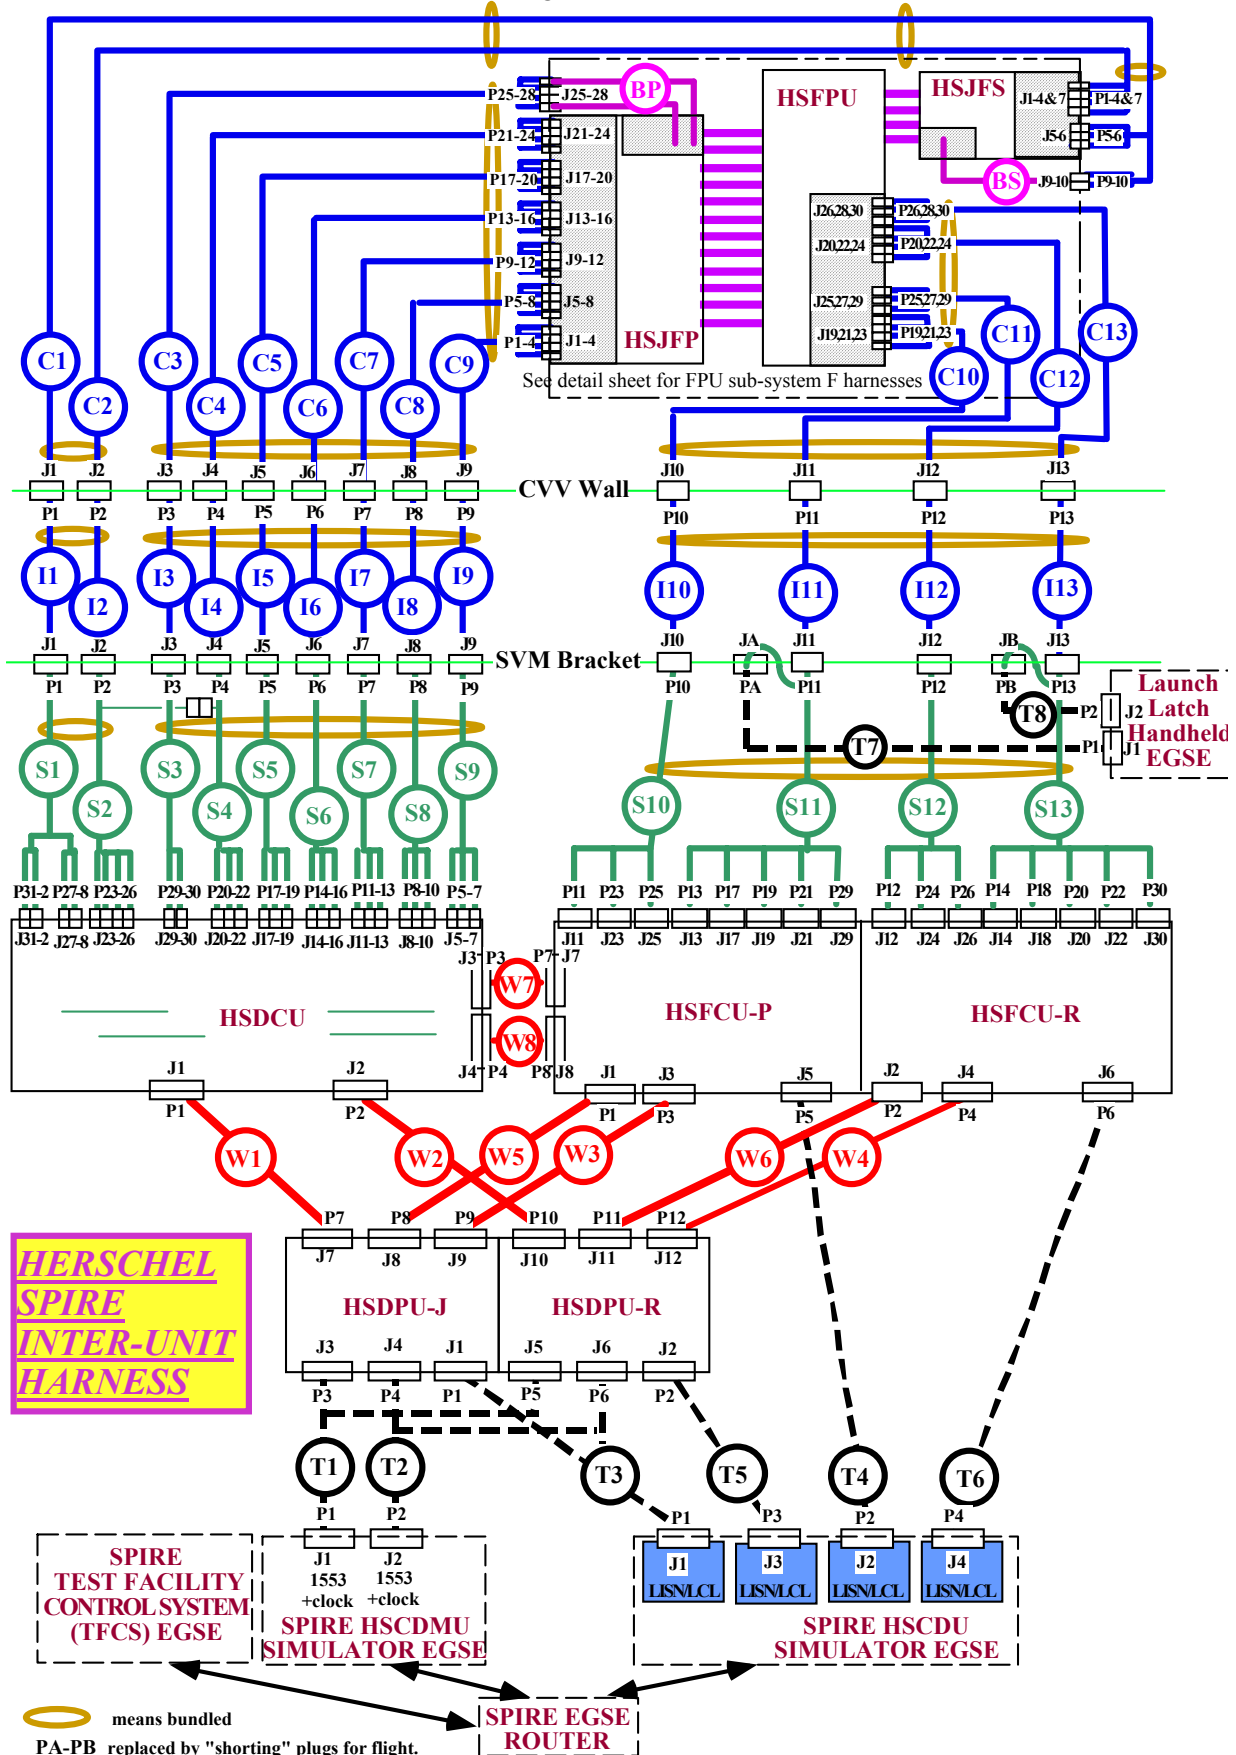 P25-28 J25-28 BP HSFPU HSJFS
J1-4&7 P1-4&7
P21-24 J21-24
J5-6 P5-6
P17-20 J17-20 BS J9-10 P9-10
P13-16 J13-16 J26,28,30 P26,28,30
J20,22,24 P20,22,24
P9-12 J9-12
P5-8 J5-8 J25,27,29 P25,27,29
P1-4 J1-4 HSJFP J19,21,23 P19,21,23
See detail sheet for FPU sub-system F harnesses
C1 C3 C5 C7 C9 C11 C13
C2 C4 C6 C8 C10 C12
J1 J2 J3 J4 J5 J6 J7 J8 J9 J10 J11 J12 J13
CVV Wall
P1 P2 P3 P4 P5 P6 P7 P8 P9 P10 P11 P12 P13
I1 I3 I5 I7 I9 I10 I11 I12 I13
I2 I4 I6 I8
J1 J2 J3 J4 J5 J6 J7 J8 J9 J10 JA J11 J12 JB J13
SVM Bracket
P1 P2 P3 P4 P5 P6 P7 P8 P9 P10 PA P11 P12 PB P13
Launch
Latch
Handheld
EGSE
P2 J2
P1 J1
T8
T7
S1 S3 S5 S7 S9
S2 S4 S6 S8 S10 S11 S12 S13
P31-2 P27-8 P23-26 P29-30 P20-22 P17-19 P14-16 P11-13 P8-10 P5-7 P11 P23 P25 P13 P17 P19 P21 P29 P12 P24 P26 P14 P18 P20 P22 P30
J31-2 J27-8 J23-26 J29-30 J20-22 J17-19 J14-16 J11-13 J8-10 J5-7 J11 J23 J25 J13 J17 J19 J21 J29 J12 J24 J26 J14 J18 J20 J22 J30
J3 P3 W7 P7 J7
HSDCU HSFCU-P HSFCU-R
J4 P4 W8 P8 J8
J1 J2 J1 J3 J5 J2 J4 J6
P1 P2 P1 P3 P5 P2 P4 P6
W1 W2 W5 W3 W6 W4
P7 P8 P9 P10 P11 P12
J7 J8 J9 J10 J11 J12
HSDPU-J HSDPU-R
J3 J4 J1 J5 J6 J2
P3 P4 P1 P5 P6 P2
HERSCHEL
SPIRE
INTER-UNIT
HARNESS
T1 T2 T3 T5 T4 T6
P1 P2 P1 P3 P2 P4
J1 J2 J1 J3 J2 J4
1553 1553
+clock +clock
LISN/LCL LISN/LCL LISN/LCL LISN/LCL
SPIRE
TEST FACILITY
CONTROL SYSTEM
(TFCS) EGSE
SPIRE HSCDMU
SIMULATOR EGSE
SPIRE HSCDU
SIMULATOR EGSE
SPIRE EGSE
ROUTER
means bundled
PA-PB replaced by "shorting" plugs for flight.